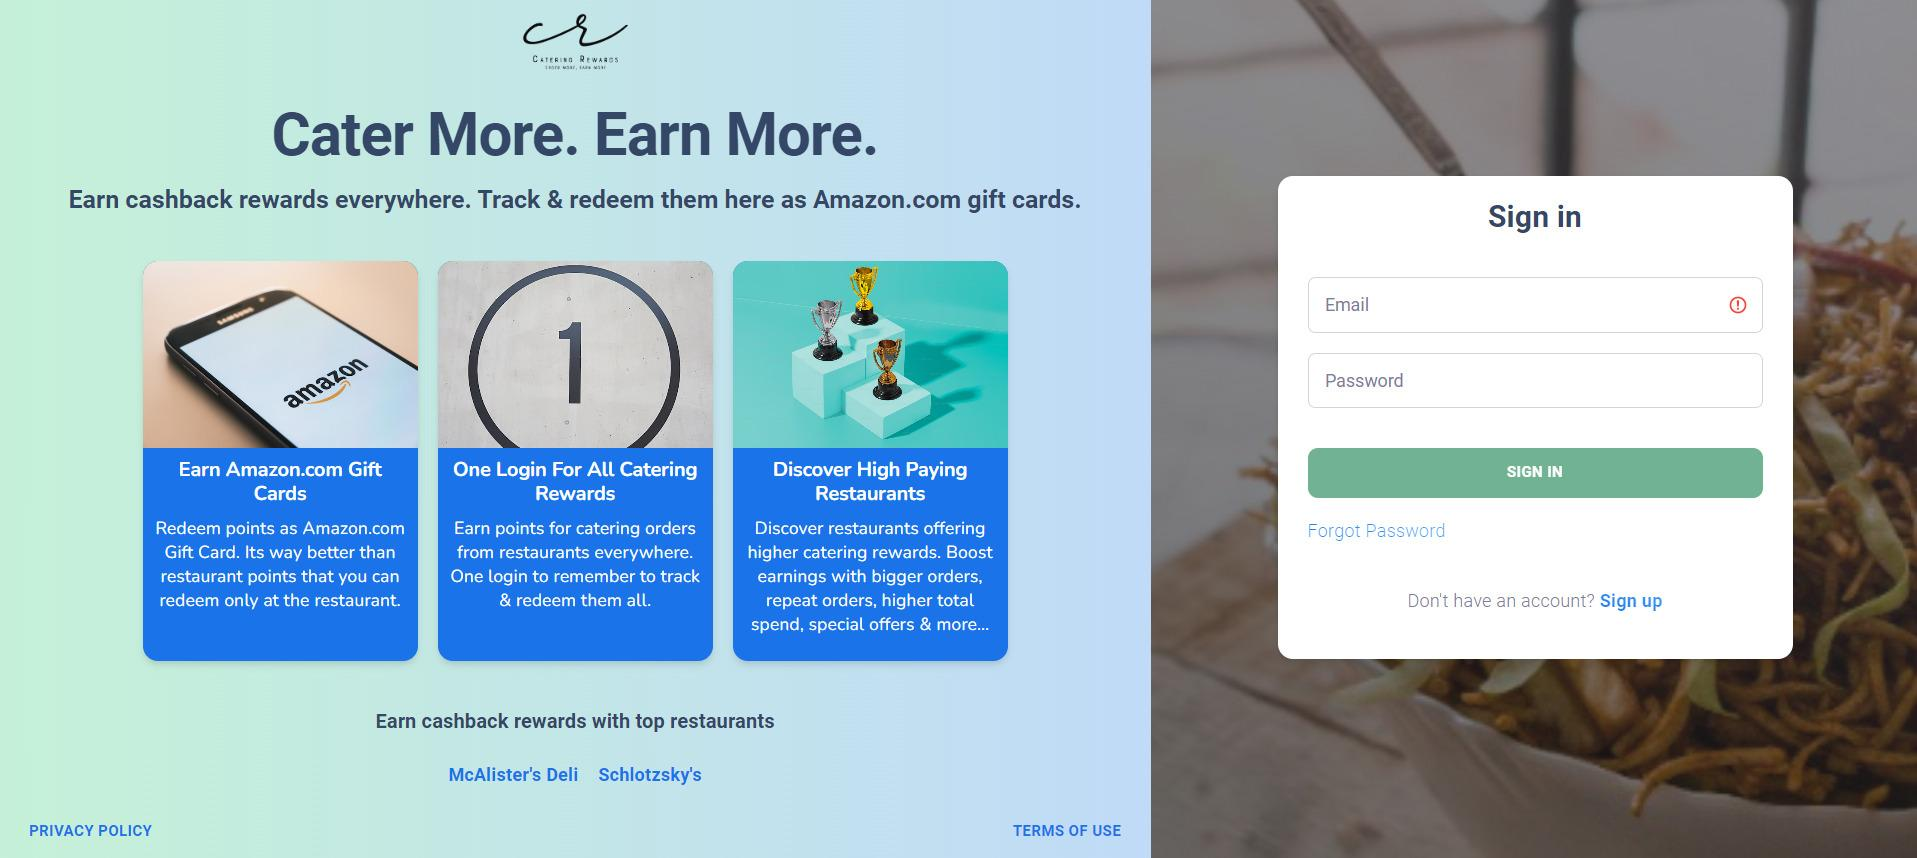 Catering Rewards
Cater More. Earn More.
Earn cashback rewards everywhere. Track & redeem them here as Amazon.com gift cards.
SAMSUNG
amazon
1
Earn Amazon.com Gift
Cards
Redeem points as Amazon.com
Gift Card. Its way better than
restaurant points that you can
redeem only at the restaurant.
One Login For All Catering
Rewards
Earn points for catering orders
from restaurants everywhere.
One login to remember to track
& redeem them all.
Discover High Paying
Restaurants
Discover restaurants offering
higher catering rewards. Boost
earnings with bigger orders,
repeat orders, higher total
spend, special offers & more...
Earn cashback rewards with top restaurants
McAlister's Deli Schlotzsky's
PRIVACY POLICY
TERMS OF USE
Sign in
Email
Password
SIGN IN
Forgot Password
Don't have an account? Sign up